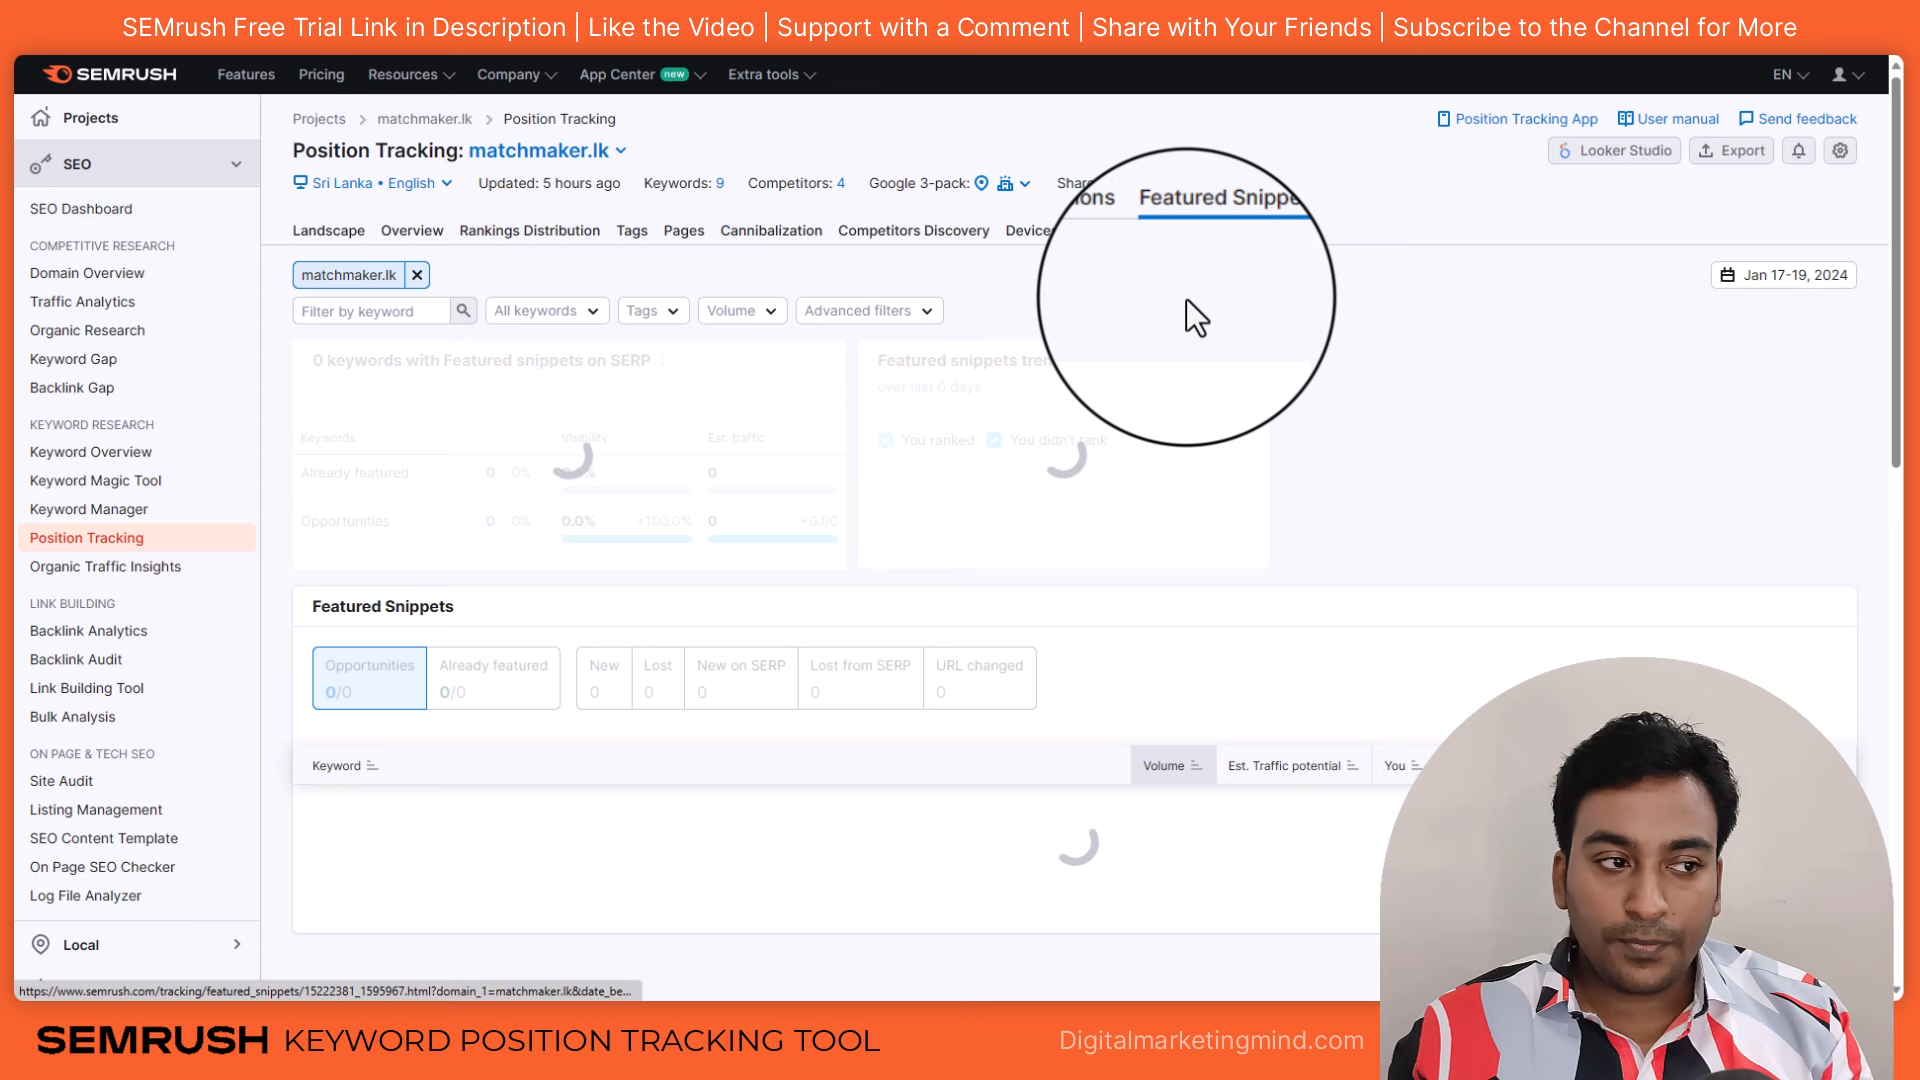 SEMrush Free Trial Link in Description | Like the Video | Support with a Comment | Share with Your Friends | Subscribe to the Channel for More
SEMRUSH Features Pricing Resources Company App Center new Extra tools EN
Projects
SEO
SEO Dashboard
COMPETITIVE RESEARCH
Domain Overview
Traffic Analytics
Organic Research
Keyword Gap
Backlink Gap
KEYWORD RESEARCH
Keyword Overview
Keyword Magic Tool
Keyword Manager
Position Tracking
Organic Traffic Insights
LINK BUILDING
Backlink Analytics
Backlink Audit
Link Building Tool
Bulk Analysis
ON PAGE & TECH SEO
Site Audit
Listing Management
SEO Content Template
On Page SEO Checker
Log File Analyzer
Local
Projects > matchmaker.lk > Position Tracking
Position Tracking App User manual Send feedback
Position Tracking: matchmaker.lk
Looker Studio Export
Sri Lanka • English Updated: 5 hours ago Keywords: 9 Competitors: 4 Google 3-pack:
Featured
Landscape Overview Rankings Distribution Tags Pages Cannibalization Competitors Discovery
matchmaker.lk
Jan 17-19, 2024
Filter by keyword All keywords Tags Volume Advanced filters
0 keywords with Featured snippets on SERP
Keywords Visibility Est. traffic
Already featured 0 0% 0
Opportunities 0 0% 0.0% +100.0% 0 +0.00
Featured snippets
over last 0 days
You ranked You didn't rank
Featured Snippets
Opportunities Already featured New Lost New on SERP Lost from SERP URL changed
0/0 0/0 0 0 0 0 0
Keyword Volume Est. Traffic potential You
https://www.semrush.com/tracking/featured_snippets/15222381_1595967.html?domain_1=matchmaker.lk&date_be...
SEMRUSH KEYWORD POSITION TRACKING TOOL
Digitalmarketingmind.com